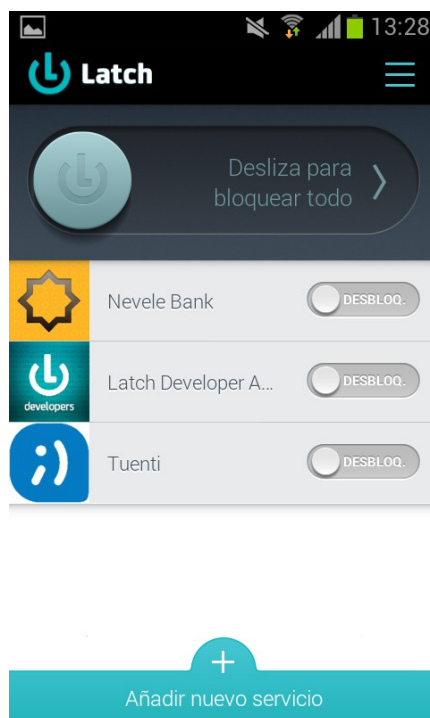 13:28
Latch
Desliza para
bloquear todo
Nevele Bank
DESBLOQ.
developers
Latch Developer A...
DESBLOQ.
Tuenti
DESBLOQ.
+
Añadir nuevo servicio